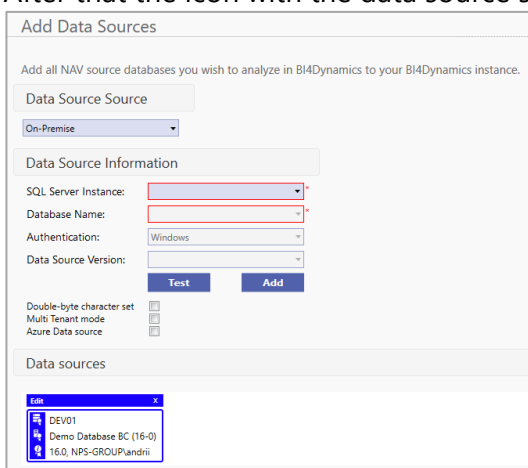 After that the icon with the data source s
Add Data Sources
Add all NAV source databases you wish to analyze in BI4Dynamics to your BI4Dynamics instance.
Data Source Source
On-Premise
Data Source Information
SQL Server Instance: *
Database Name: *
Authentication: Windows
Data Source Version:
Test Add
Double-byte character set
Multi Tenant mode
Azure Data source
Data sources
Edit x
DEV01
Demo Database BC (16-0)
16.0, NPS-GROUP\andrii